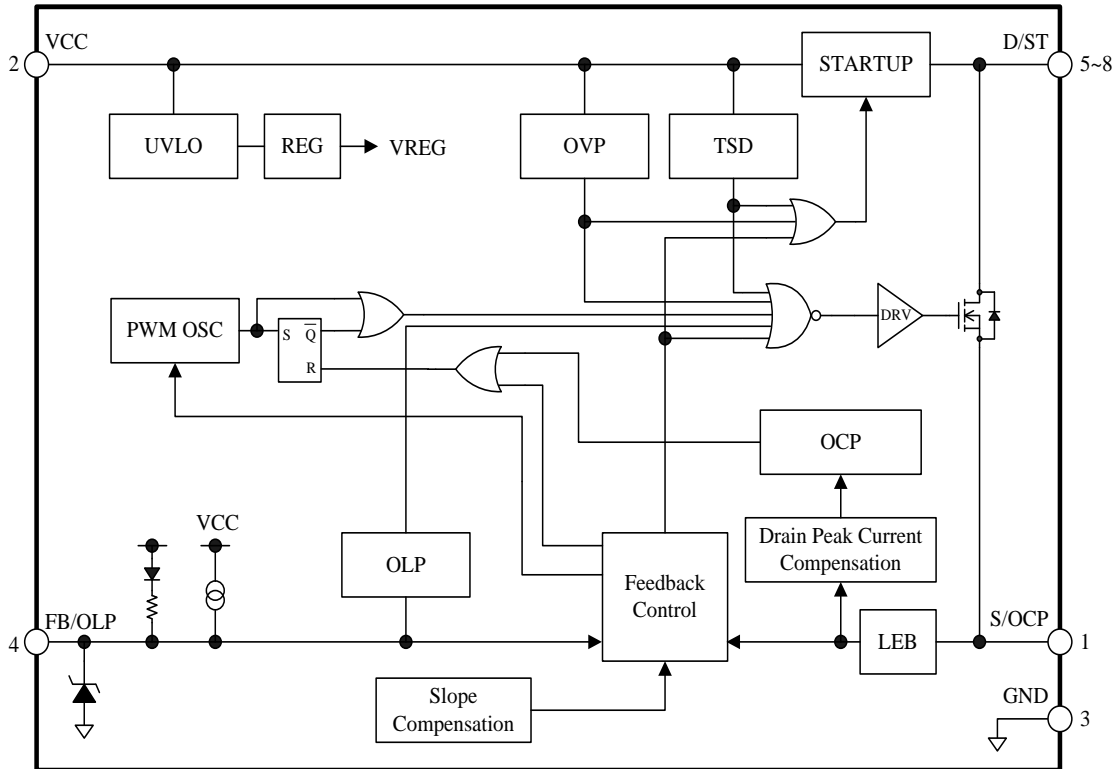 VCC
D/ST
2
5~8
STARTUP
UVLO
REG
VREG
OVP
TSD
PWM OSC
S
Q̅
R
DRV
OCP
VCC
OLP
Feedback
Control
Drain Peak Current
Compensation
FB/OLP
S/OCP
4
LEB
1
Slope
Compensation
GND
3